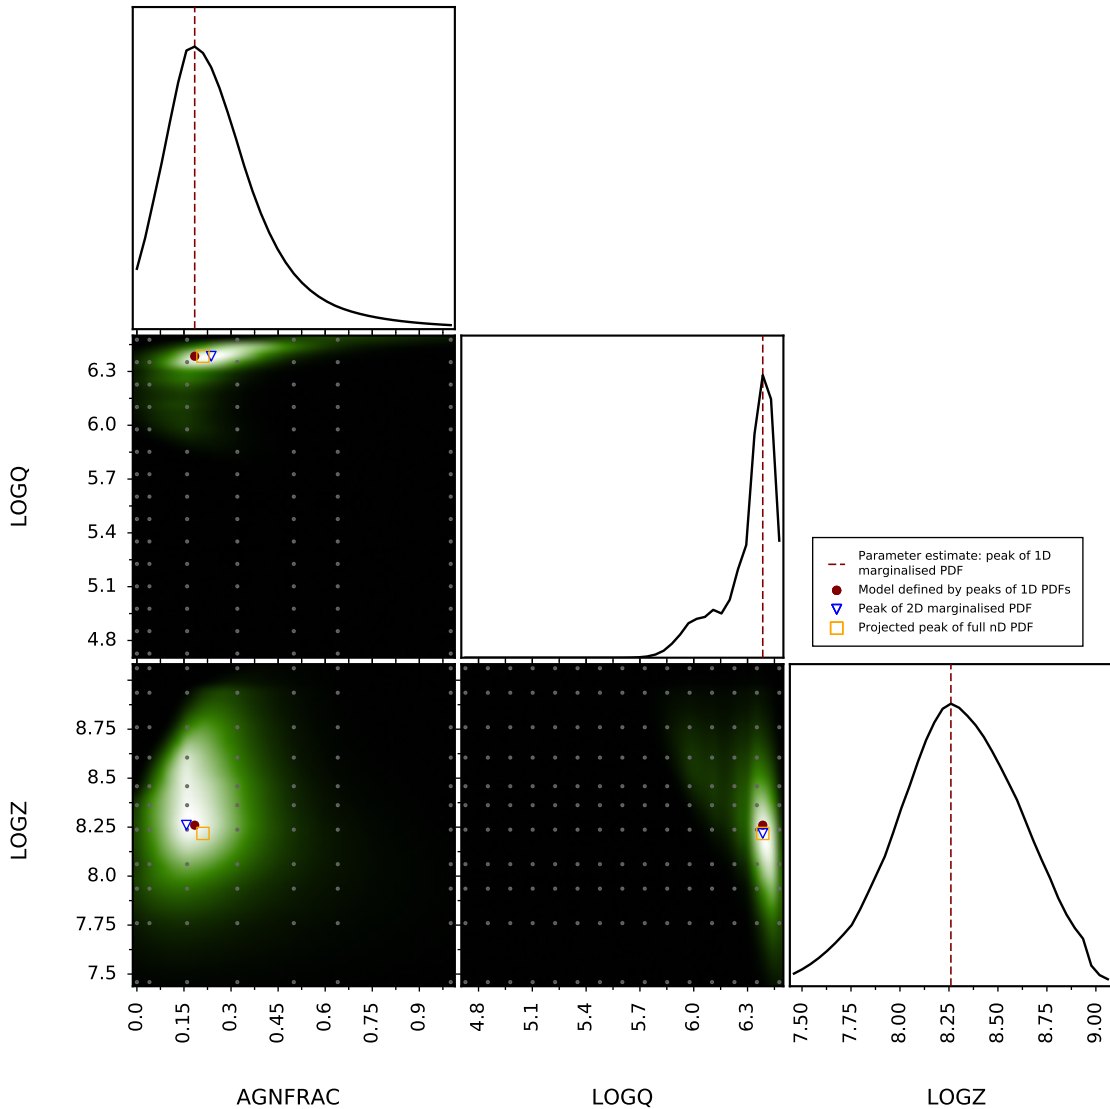 LOGQ
6.3
6.0
5.7
5.4
5.1
4.8
Parameter estimate: peak of 1D
marginalised PDF
Model defined by peaks of 1D PDFs
Peak of 2D marginalised PDF
Projected peak of full nD PDF
LOGZ
8.75
8.5
8.25
8.0
7.75
7.5
0.0 0.15 0.3 0.45 0.6 0.75 0.9
4.8 5.1 5.4 5.7 6.0 6.3
7.50 7.75 8.00 8.25 8.50 8.75 9.00
AGNFRAC
LOGQ
LOGZ